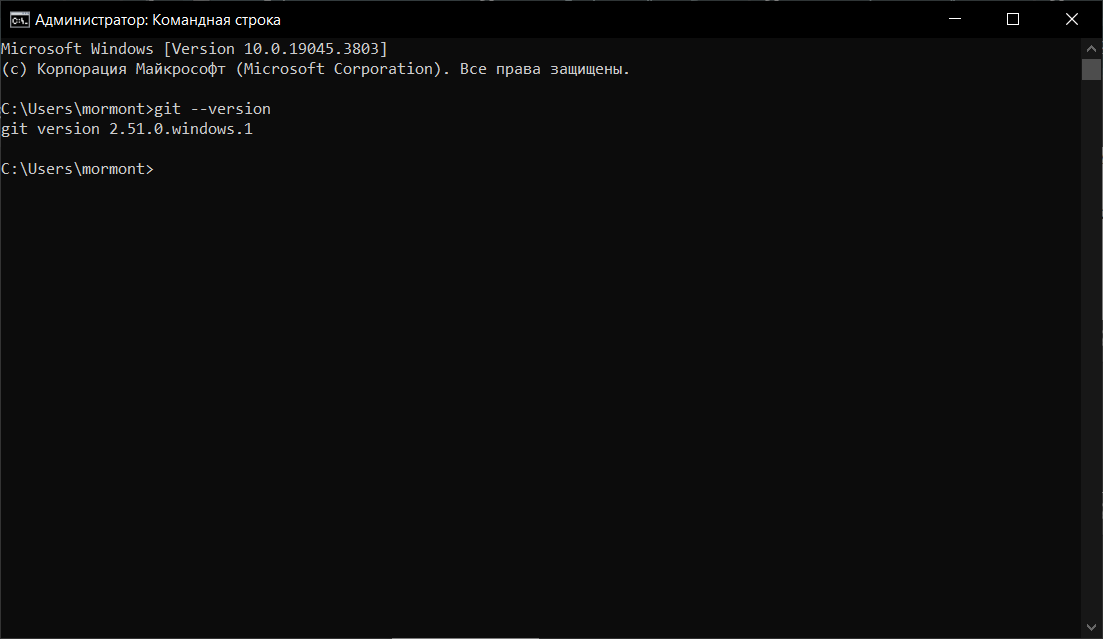 Администратор: Командная строка
Microsoft Windows [Version 10.0.19045.3803]
(c) Корпорация Майкрософт (Microsoft Corporation). Все права защищены.
C:\Users\mormont>git --version
git version 2.51.0.windows.1
C:\Users\mormont>